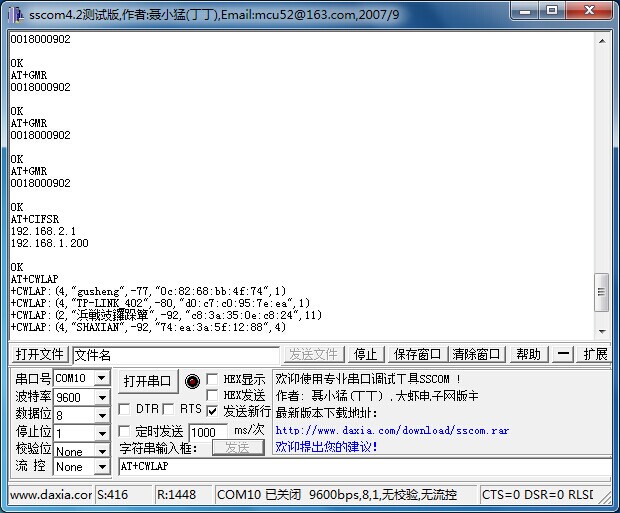 sscom4.2测试版,作者:聂小猛(丁丁),Email:mcu52@163.com,2007/9
0018000902
OK
AT+GMR
0018000902
OK
AT+GMR
0018000902
OK
AT+GMR
0018000902
OK
AT+CIFSR
192.168.2.1
192.168.1.200
OK
AT+CWLAP
+CWLAP:(4,"gusheng",-77,"0c:82:68:bb:4f:74",1)
+CWLAP:(4,"TP-LINK_402",-80,"d0:c7:c0:95:7e:ea",1)
+CWLAP:(2,"",-92,"c8:3a:35:0e:c8:24",11)
+CWLAP:(4,"SHAXIAN",-92,"74:ea:3a:5f:12:88",4)
打开文件 文件名 发送文件 停止 保存窗口 清除窗口 帮助 — 扩展
串口号 COM10 打开串口 HEX显示
波特率 9600 HEX发送
数据位 8 DTR RTS 发送新行
停止位 1 定时发送 1000 ms/次
校验位 None 字符串输入框: 发送
流 控 None AT+CWLAP
欢迎使用专业串口调试工具SSCOM !
作者: 聂小猛(丁丁),大虾电子网版主
最新版本下载地址:
http://www.daxia.com/download/sscom.rar
欢迎提出您的建议!
www.daxia.cor S:416 R:1448 COM10 已关闭 9600bps,8,1,无校验,无流控 CTS=0 DSR=0 RLSD